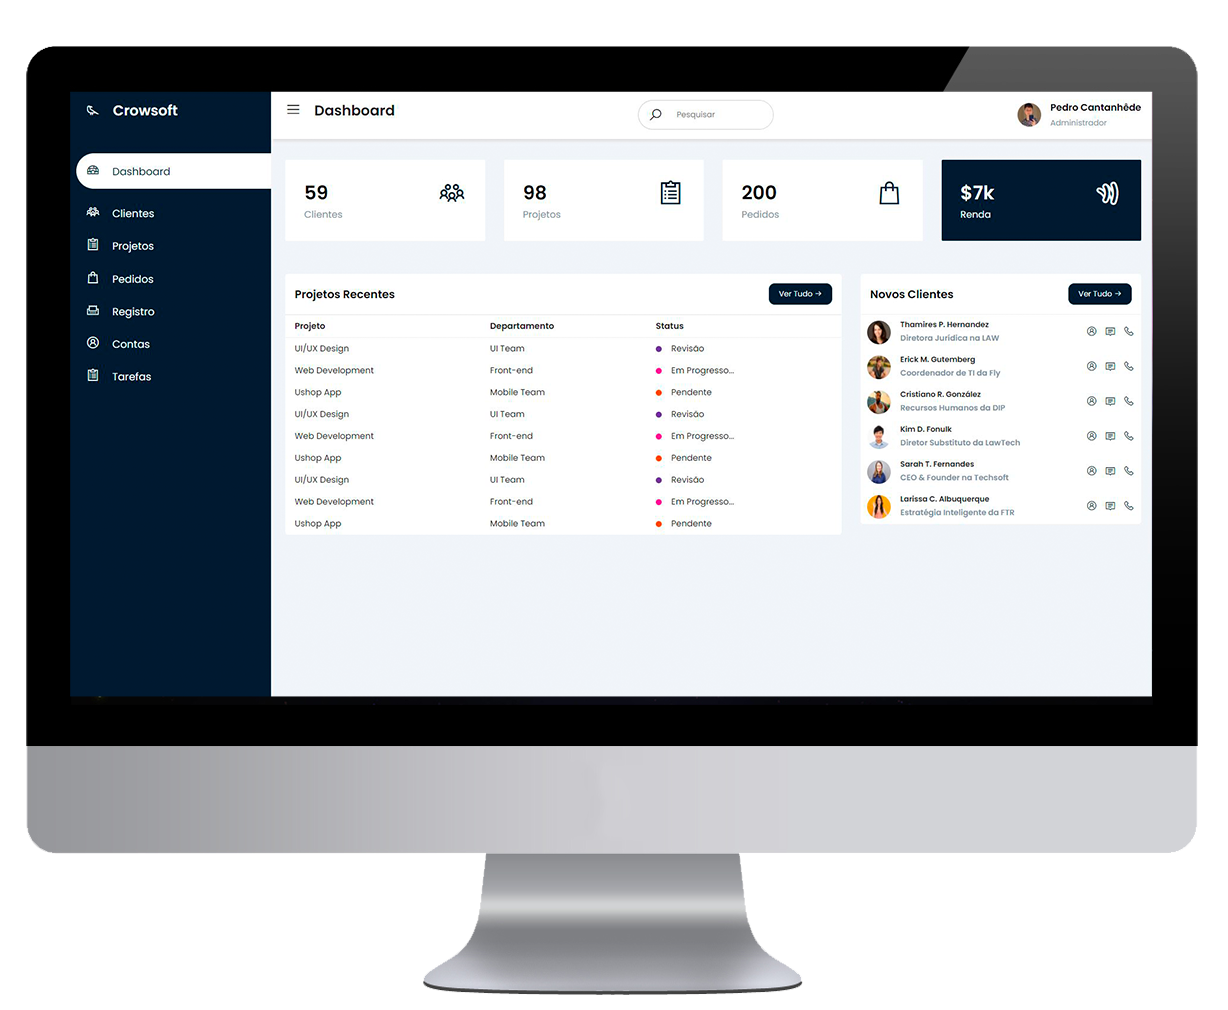 Crowsoft
Dashboard
Clientes
Projetos
Pedidos
Registro
Contas
Tarefas
Dashboard
Pesquisar
Pedro Cantanhêde
Administrador
59
Clientes
98
Projetos
200
Pedidos
$7k
Renda
Projetos Recentes
Ver Tudo →
Projeto Departamento Status
UI/UX Design UI Team Revisão
Web Development Front-end Em Progresso...
Ushop App Mobile Team Pendente
UI/UX Design UI Team Revisão
Web Development Front-end Em Progresso...
Ushop App Mobile Team Pendente
UI/UX Design UI Team Revisão
Web Development Front-end Em Progresso...
Ushop App Mobile Team Pendente
Novos Clientes
Ver Tudo →
Thamires P. Hernandez
Diretora Jurídica na LAW
Erick M. Gutemberg
Coordenador de TI da Fly
Cristiano R. González
Recursos Humanos da DIP
Kim D. Fonulk
Diretor Substituto da LawTech
Sarah T. Fernandes
CEO & Founder na Techsoft
Larissa C. Albuquerque
Estratégia Inteligente da FTR